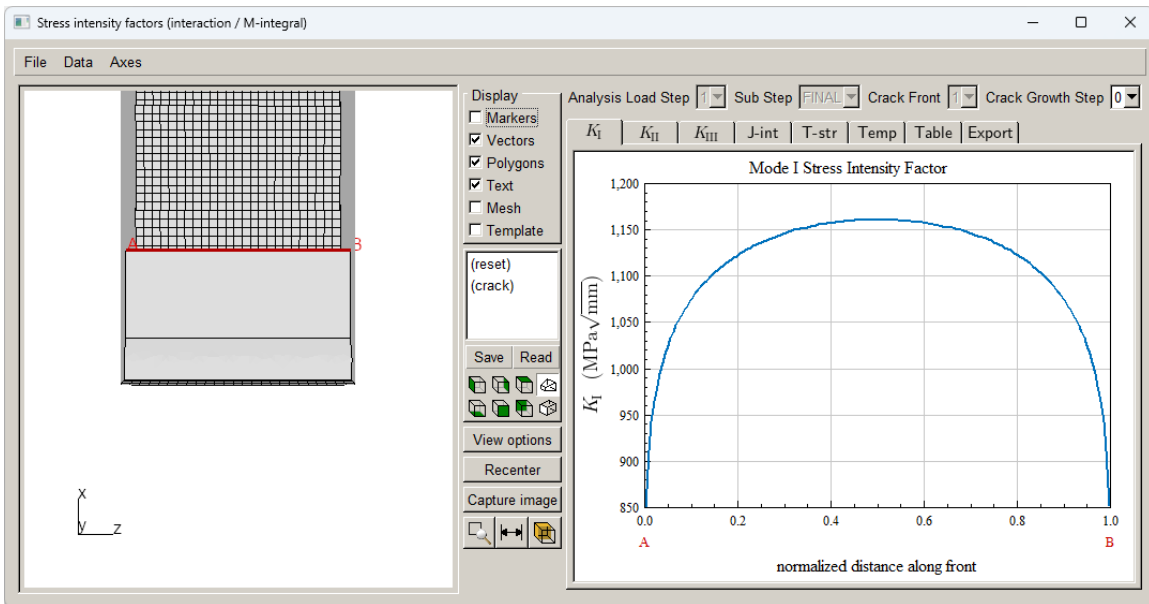 Stress intensity factors (interaction / M-integral)
File Data Axes
A B
x
y z
Display
Markers
Vectors
Polygons
Text
Mesh
Template
(reset)
(crack)
Save Read
View options
Recenter
Capture image
Analysis Load Step 1 Sub Step FINAL Crack Front 1 Crack Growth Step 0
K_I K_II K_III J-int T-str Temp Table Export
Mode I Stress Intensity Factor
K_I (MPa√mm)
1,200
1,150
1,100
1,050
1,000
950
900
850
0.0 0.2 0.4 0.6 0.8 1.0
A B
normalized distance along front